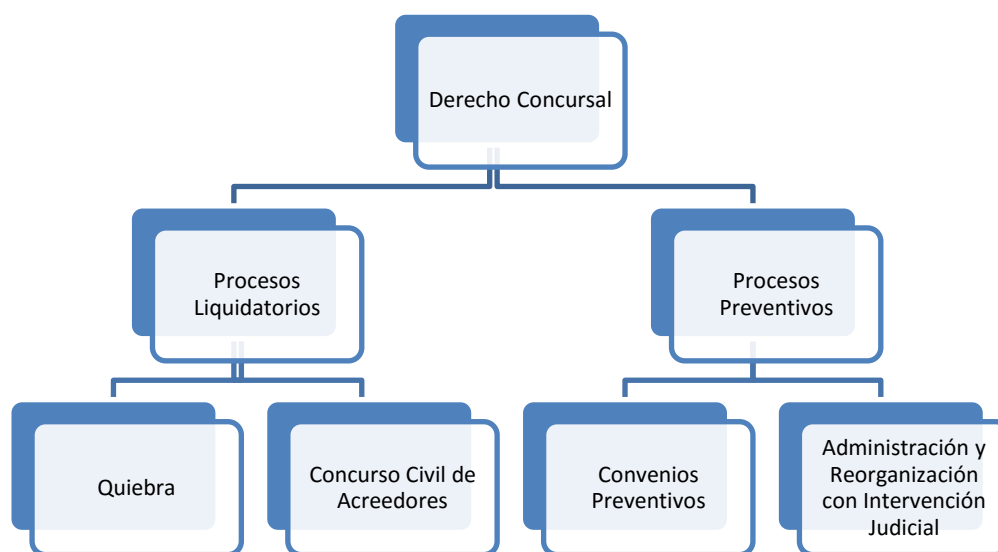 Derecho Concursal
Procesos
Liquidatorios
Procesos
Preventivos
Quiebra
Concurso Civil de
Acreedores
Convenios
Preventivos
Administración y
Reorganización
con Intervención
Judicial